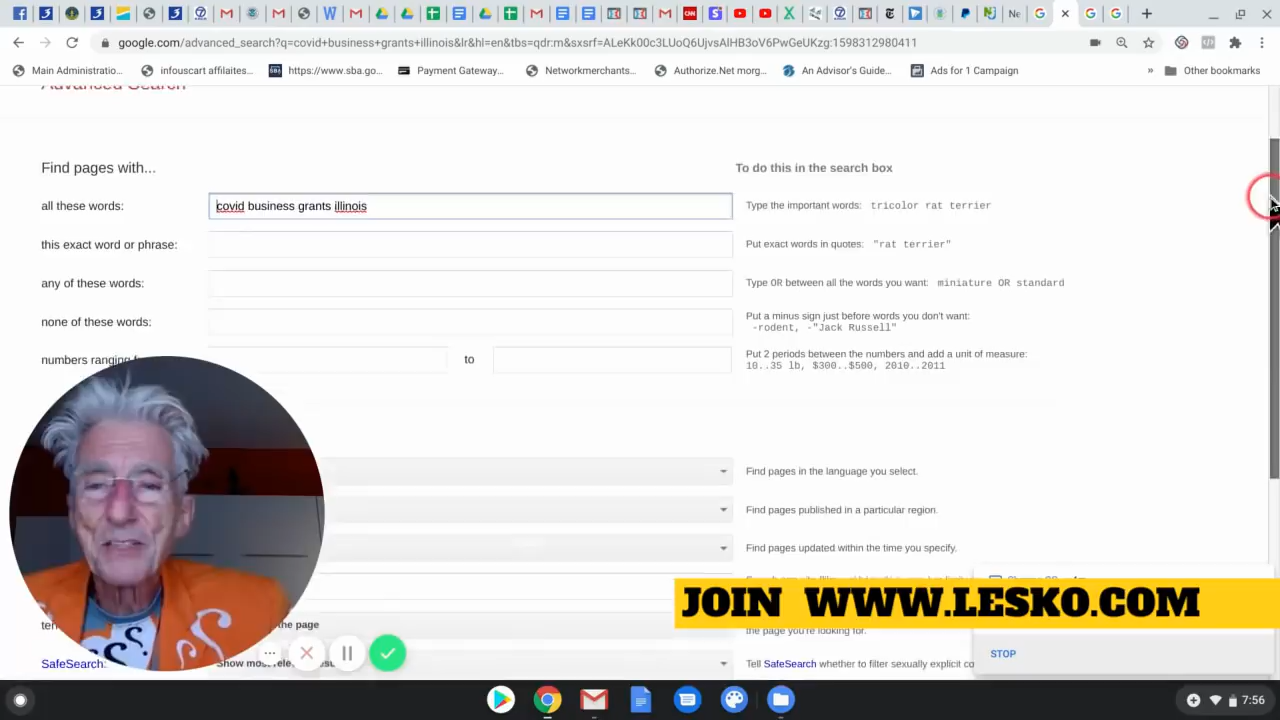 Ne
google.com/advanced_search?q=covid+business+grants+illinois&lr&hl=en&tbs=qdr:m&sxsrf=ALeKk00c3LUoQ6UjvsAlHB3oV6PwGeUKzg:1598312980411
Main Administratio... infouscart affilaites... https://www.sba.go... Payment Gateway... Networkmerchants... Authorize.Net morg... An Advisor's Guide... Ads for 1 Campaign » Other bookmarks
Advanced Search
Find pages with... To do this in the search box
all these words: covid business grants illinois Type the important words: tricolor rat terrier
this exact word or phrase: Put exact words in quotes: "rat terrier"
any of these words: Type OR between all the words you want: miniature OR standard
none of these words: Put a minus sign just before words you don't want:
-rodent, -"Jack Russell"
numbers ranging to Put 2 periods between the numbers and add a unit of measure:
10..35 lb, $300..$500, 2010..2011
Find pages in the language you select.
Find pages published in a particular region.
Find pages updated within the time you specify.
JOIN WWW.LESKO.COM
the page
the page you're looking for.
STOP
SafeSearch: Show most Tell SafeSearch whether to filter sexually explicit
7:56